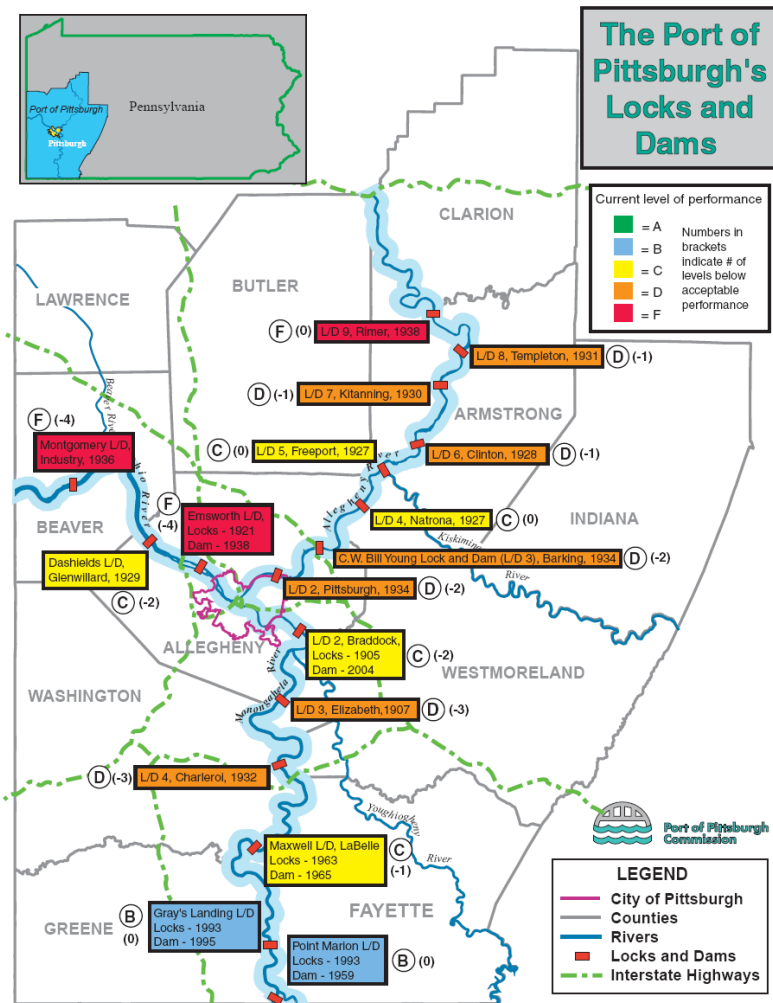 The Port of
Pittsburgh's
Locks and
Dams
Port of Pittsburgh
Pittsburgh
Pennsylvania
Current level of performance
= A
= B
= C
= D
= F
Numbers in
brackets
indicate # of
levels below
acceptable
performance
CLARION
BUTLER
LAWRENCE
F (0)
L/D 9, Rimer, 1938
L/D 8, Templeton, 1931
D (-1)
D (-1)
L/D 7, Kitanning, 1930
ARMSTRONG
Beaver River
F (-4)
Montgomery L/D,
Industry, 1936
C (0)
L/D 5, Freeport, 1927
L/D 6, Clinton, 1928
D (-1)
Ohio River
Allegheny River
F
(-4)
Emsworth L/D,
Locks - 1921
Dam - 1938
L/D 4, Natrona, 1927
C (0)
INDIANA
BEAVER
Kiskimine
River
Dashields L/D,
Glenwillard, 1929
C (-2)
C.W. Bill Young Lock and Dam (L/D 3), Barking, 1934
D (-2)
L/D 2, Pittsburgh, 1934
D (-2)
ALLEGHENY
L/D 2, Braddock,
Locks - 1905
Dam - 2004
C (-2)
WESTMORELAND
WASHINGTON
Monongahela River
L/D 3, Elizabeth,1907
D (-3)
D (-3)
L/D 4, Charleroi, 1932
Youghiogheny
River
Port of Pittsburgh
Commission
Maxwell L/D, LaBelle
Locks - 1963
Dam - 1965
C
(-1)
GREENE
B
(0)
Gray's Landing L/D
Locks - 1993
Dam - 1995
FAYETTE
Point Marion L/D
Locks - 1993
Dam - 1959
B (0)
LEGEND
City of Pittsburgh
Counties
Rivers
Locks and Dams
Interstate Highways